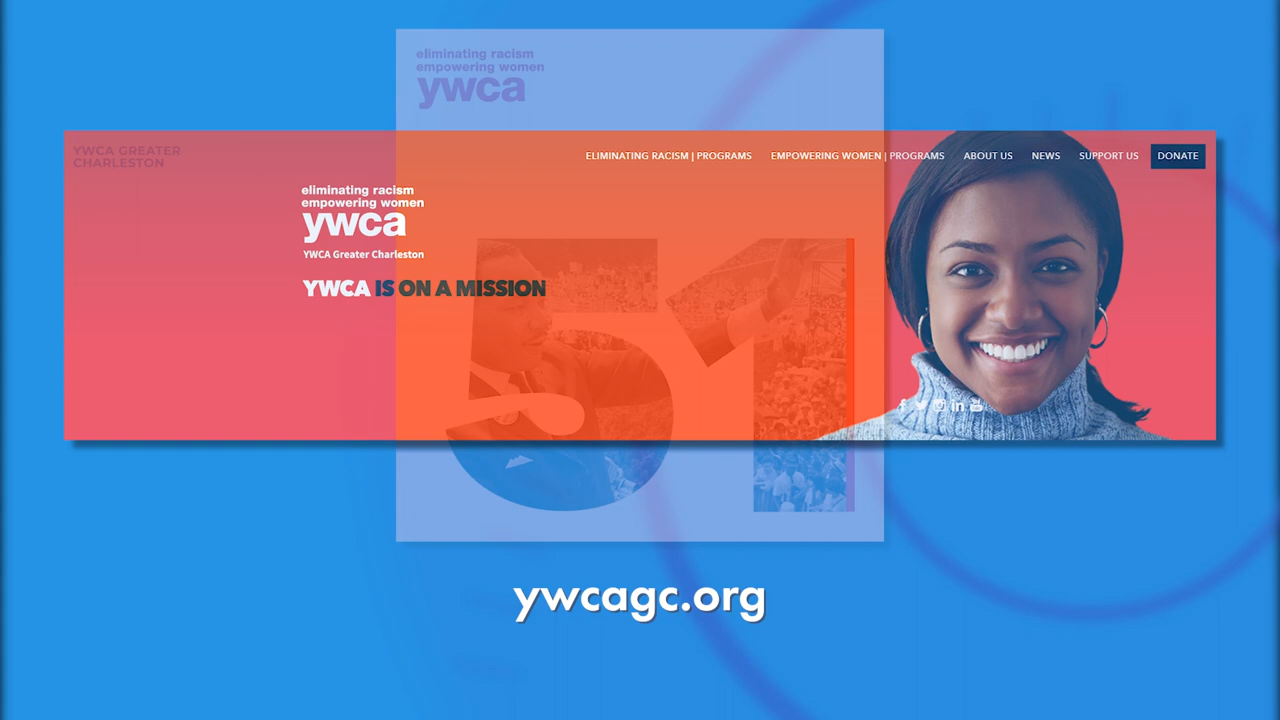 eliminating racism
empowering women
ywca
YWCA GREATER
CHARLESTON
ELIMINATING RACISM | PROGRAMS
EMPOWERING WOMEN | PROGRAMS
ABOUT US
NEWS
SUPPORT US
DONATE
eliminating racism
empowering women
ywca
YWCA Greater Charleston
YWCA IS ON A MISSION
51
ywcagc.org